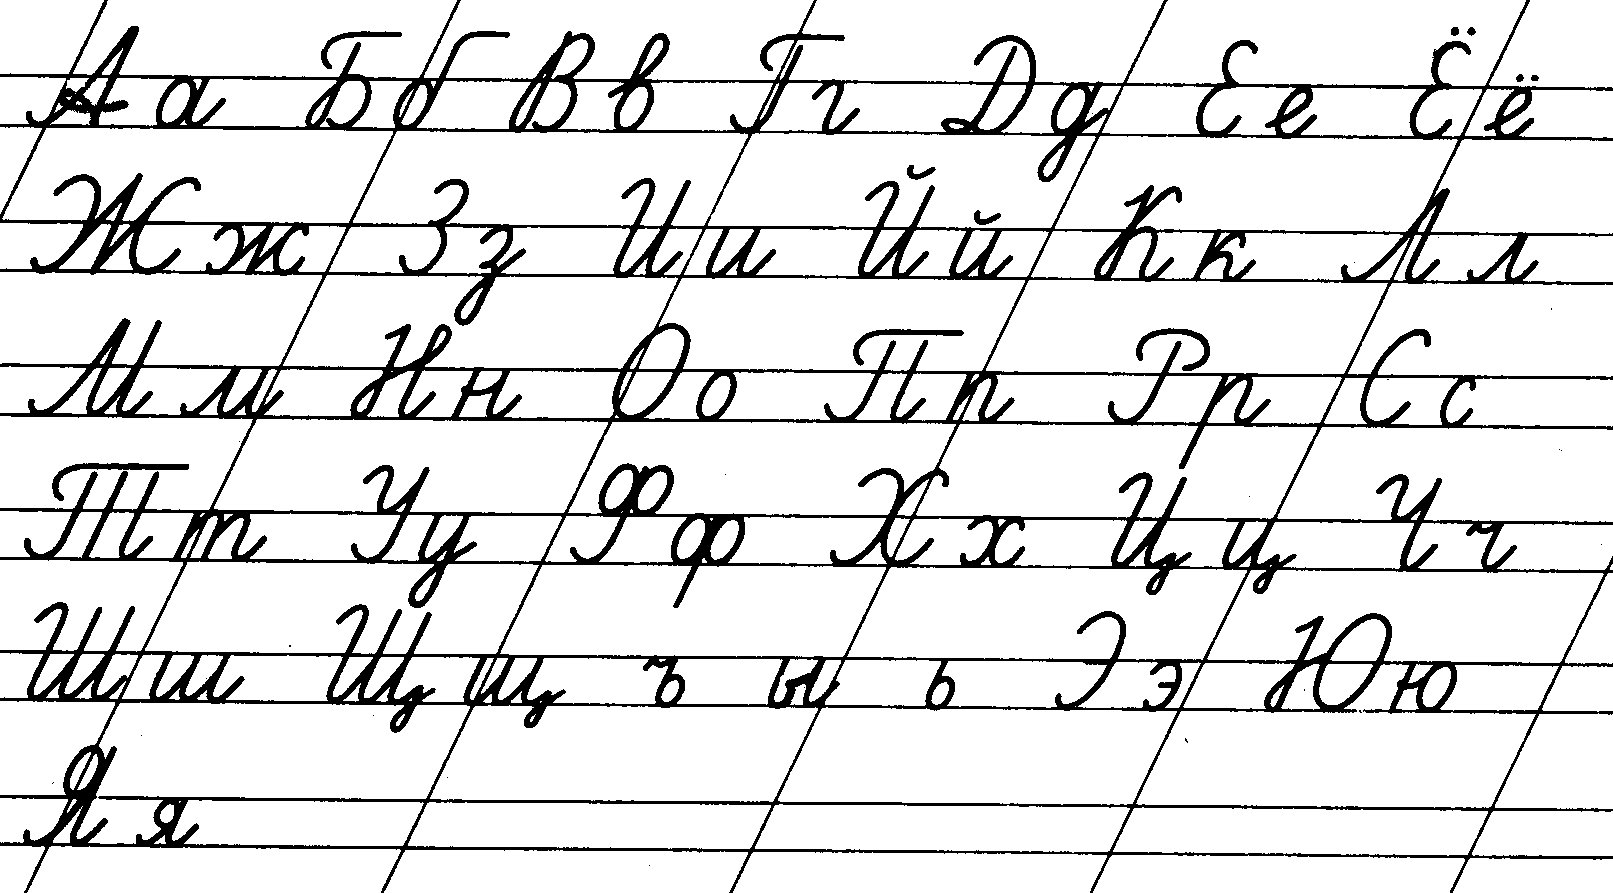 Аа Бб Вв Гг Дд Ее Ёё
Жж Зз Ии Йй Кк Лл
Мм Нн Оо Пп Рр Сс
Тт Уу Фф Хх Цц Чч
Шш Щщ ъ ы ь Ээ Юю
Яя